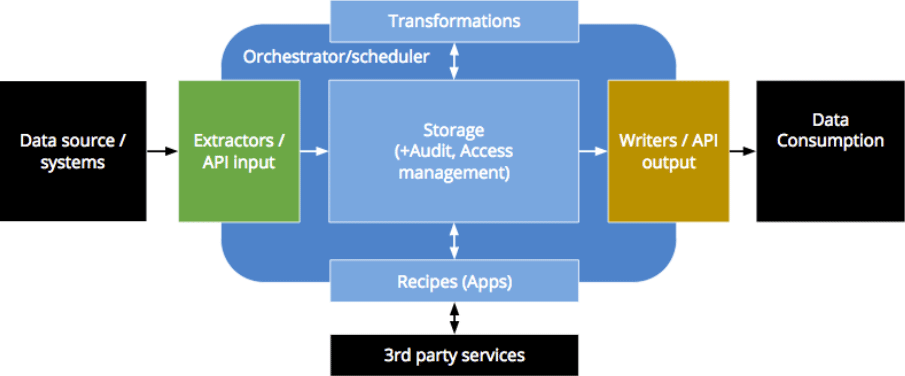 Transformations
Orchestrator/scheduler
Data source /
systems
Extractors /
API input
Storage
(+Audit, Access
management)
Writers / API
output
Data
Consumption
Recipes (Apps)
3rd party services